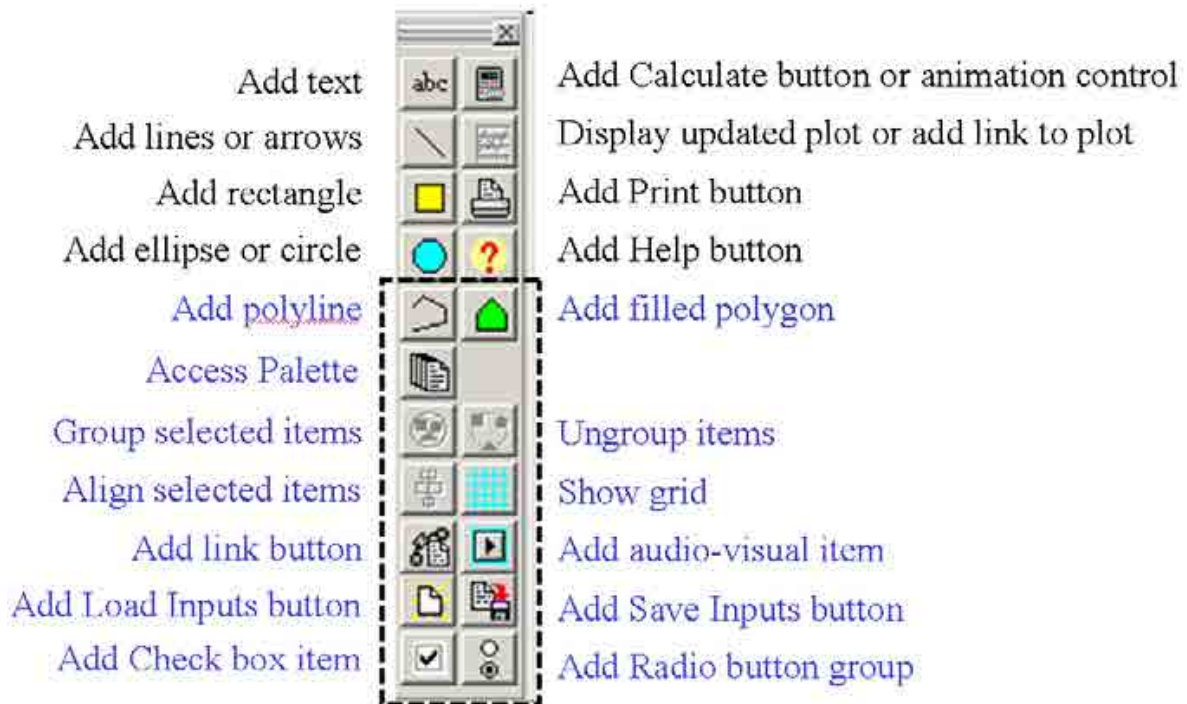 Add text abc Add Calculate button or animation control
Add lines or arrows Display updated plot or add link to plot
Add rectangle Add Print button
Add ellipse or circle ? Add Help button
Add polyline Add filled polygon
Access Palette
Group selected items Ungroup items
Align selected items Show grid
Add link button Add audio-visual item
Add Load Inputs button Add Save Inputs button
Add Check box item Add Radio button group